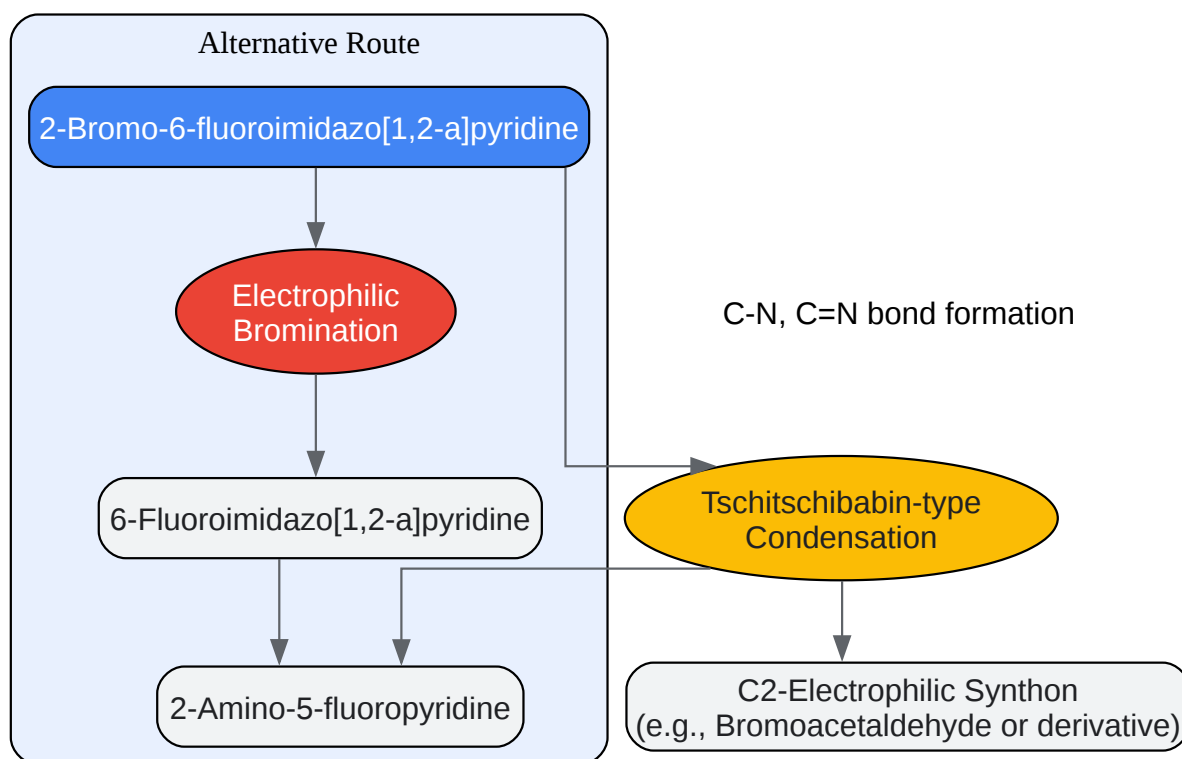 Alternative Route
2-Bromo-6-fluoroimidazo[1,2-a]pyridine
Electrophilic
Bromination
C-N, C=N bond formation
6-Fluoroimidazo[1,2-a]pyridine
Tschitschibabin-type
Condensation
2-Amino-5-fluoropyridine
C2-Electrophilic Synthon
(e.g., Bromoacetaldehyde or derivative)